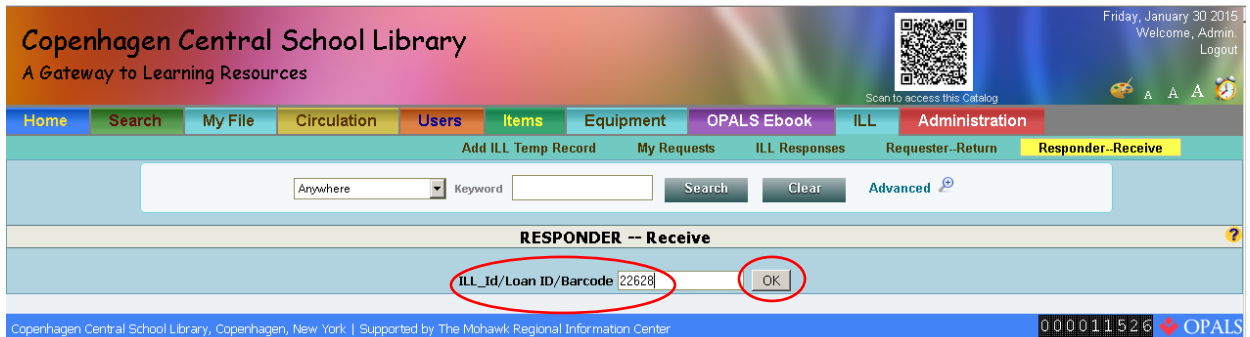 Friday, January 30 2015
Welcome, Admin.
Logout
Copenhagen Central School Library
A Gateway to Learning Resources
Scan to access this Catalog
A A A
Home Search My File Circulation Users Items Equipment OPALS Ebook ILL Administration
Add ILL Temp Record My Requests ILL Responses Requester--Return Responder--Receive
Anywhere Keyword Search Clear Advanced
RESPONDER -- Receive ?
ILL_Id/Loan ID/Barcode 22628 OK
Copenhagen Central School Library, Copenhagen, New York | Supported by The Mohawk Regional Information Center 000011526 OPALS